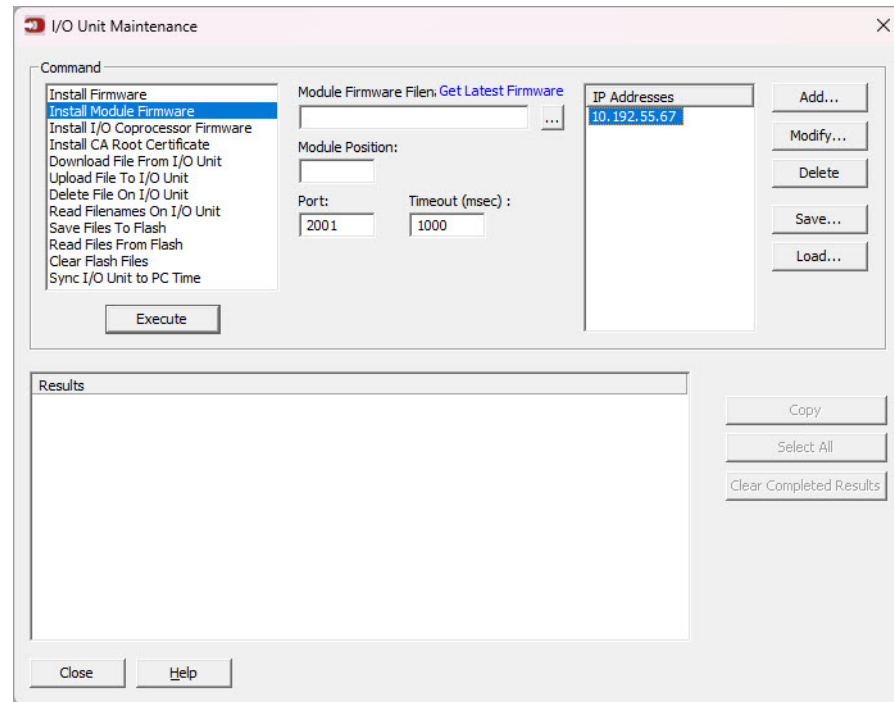 I/O Unit Maintenance
Command
Install Firmware
Install Module Firmware
Install I/O Coprocessor Firmware
Install CA Root Certificate
Download File From I/O Unit
Upload File To I/O Unit
Delete File On I/O Unit
Read Filenames On I/O Unit
Save Files To Flash
Read Files From Flash
Clear Flash Files
Sync I/O Unit to PC Time
Execute
Module Firmware Filen: Get Latest Firmware
...
Module Position:
Port: Timeout (msec) :
2001 1000
IP Addresses
10.192.55.67
Add...
Modify...
Delete
Save...
Load...
Results
Copy
Select All
Clear Completed Results
Close Help